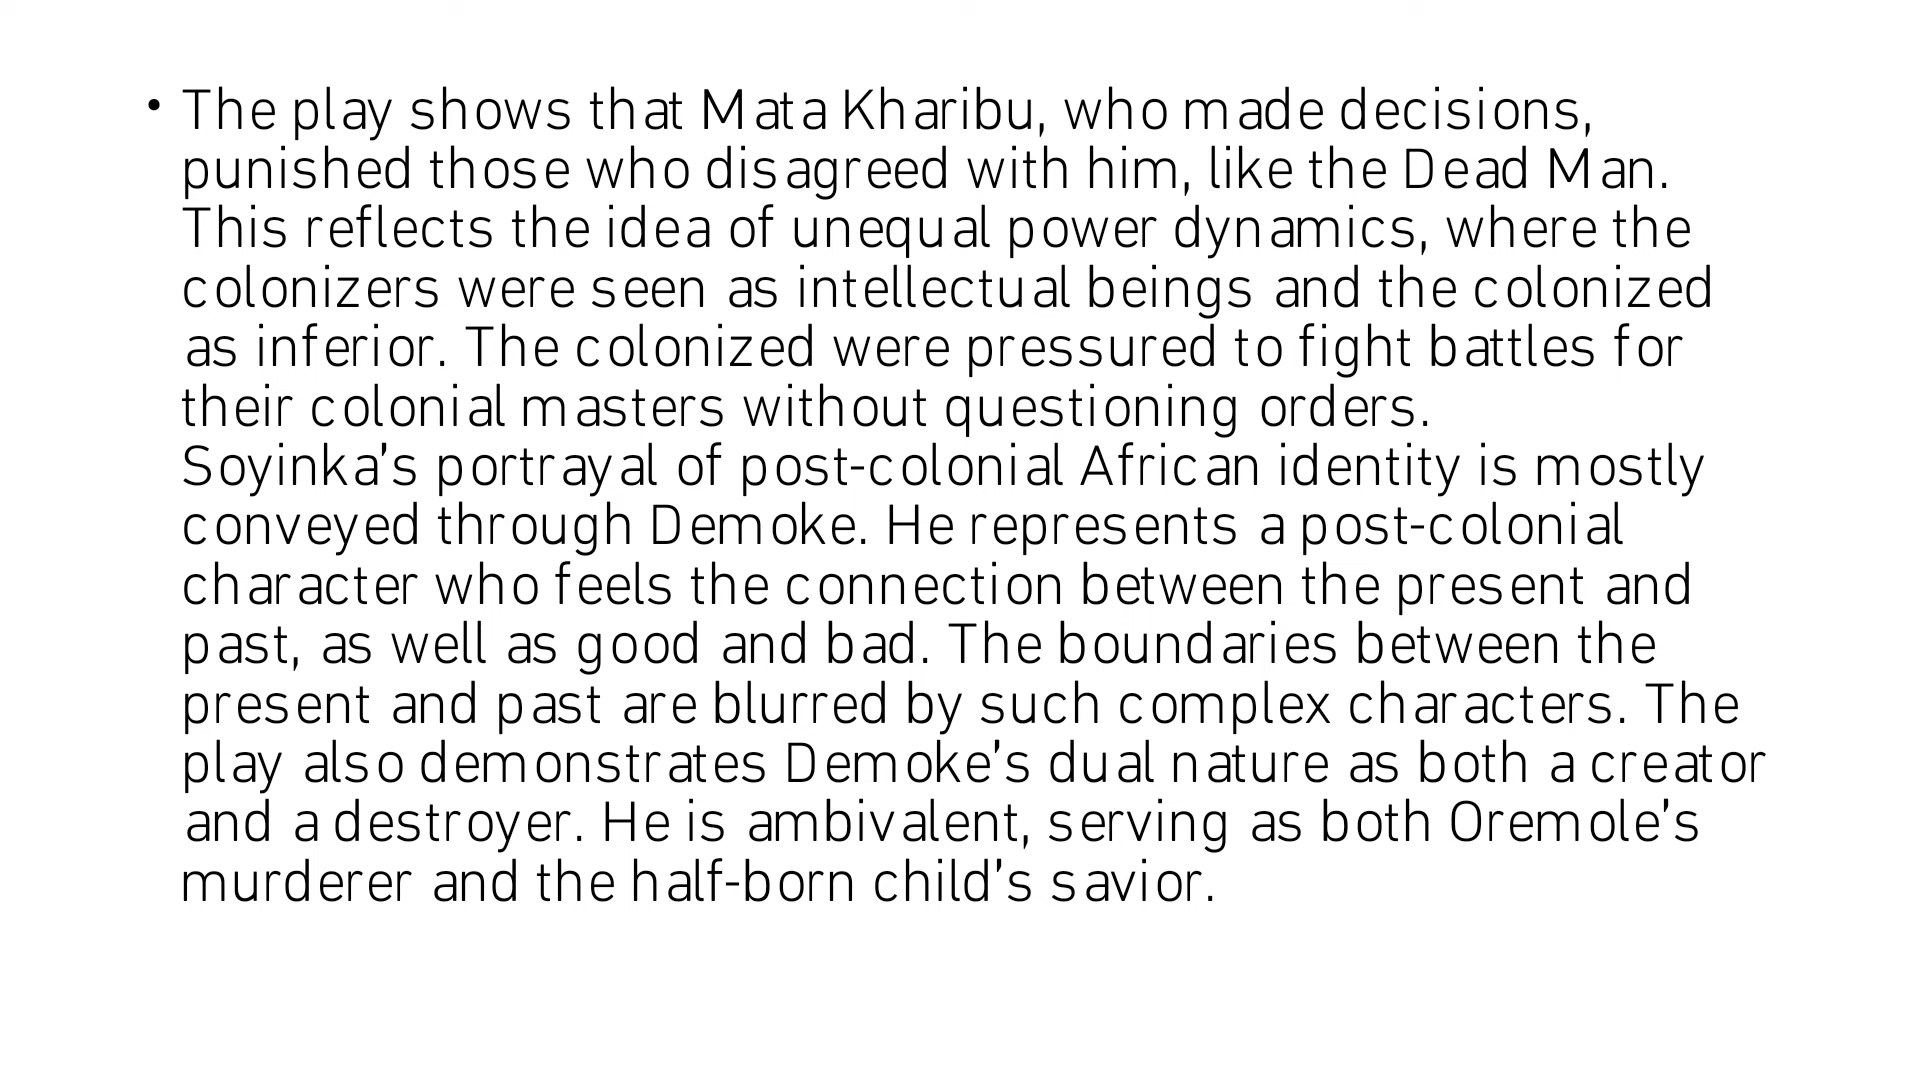 • The play shows that Mata Kharibu, who made decisions,
punished those who disagreed with him, like the Dead Man.
This reflects the idea of unequal power dynamics, where the
colonizers were seen as intellectual beings and the colonized
as inferior. The colonized were pressured to fight battles for
their colonial masters without questioning orders.
Soyinka’s portrayal of post-colonial African identity is mostly
conveyed through Demoke. He represents a post-colonial
character who feels the connection between the present and
past, as well as good and bad. The boundaries between the
present and past are blurred by such complex characters. The
play also demonstrates Demoke’s dual nature as both a creator
and a destroyer. He is ambivalent, serving as both Oremole’s
murderer and the half-born child’s savior.